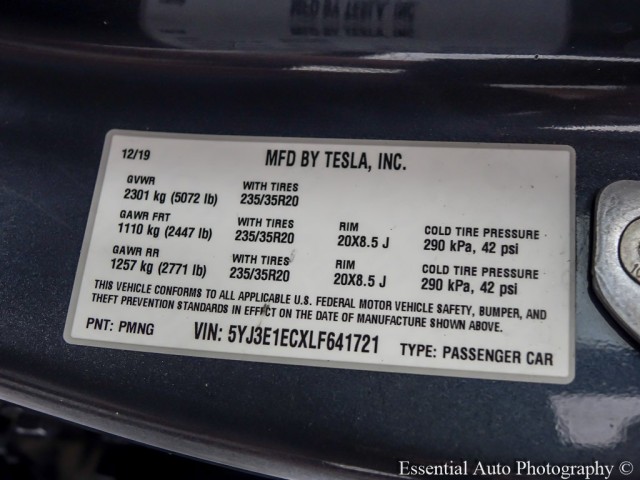 12/19 MFD BY TESLA, INC.
GVWR WITH TIRES
2301 kg (5072 lb) 235/35R20
GAWR FRT WITH TIRES RIM COLD TIRE PRESSURE
1110 kg (2447 lb) 235/35R20 20X8.5 J 290 kPa, 42 psi
GAWR RR WITH TIRES RIM COLD TIRE PRESSURE
1257 kg (2771 lb) 235/35R20 20X8.5 J 290 kPa, 42 psi
THIS VEHICLE CONFORMS TO ALL APPLICABLE U.S. FEDERAL MOTOR VEHICLE SAFETY, BUMPER, AND
THEFT PREVENTION STANDARDS IN EFFECT ON THE DATE OF MANUFACTURE SHOWN ABOVE.
PNT: PMNG VIN: 5YJ3E1ECXLF641721 TYPE: PASSENGER CAR
Essential Auto Photography ©